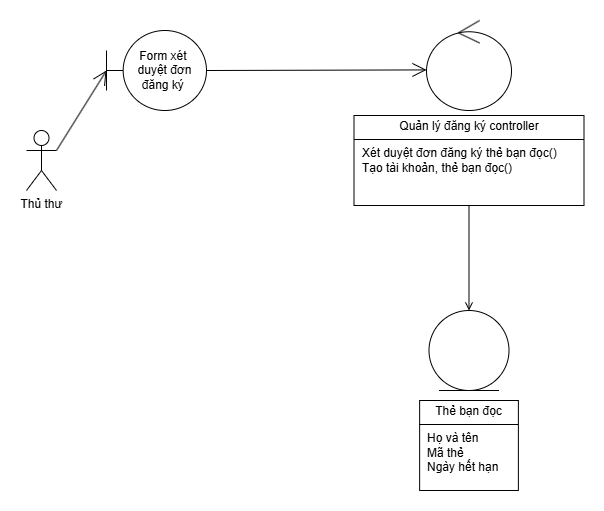 Form xét
duyệt đơn
đăng ký
Thủ thư
Quản lý đăng ký controller
Xét duyệt đơn đăng ký thẻ bạn đọc()
Tạo tài khoản, thẻ bạn đọc()
Thẻ bạn đọc
Họ và tên
Mã thẻ
Ngày hết hạn